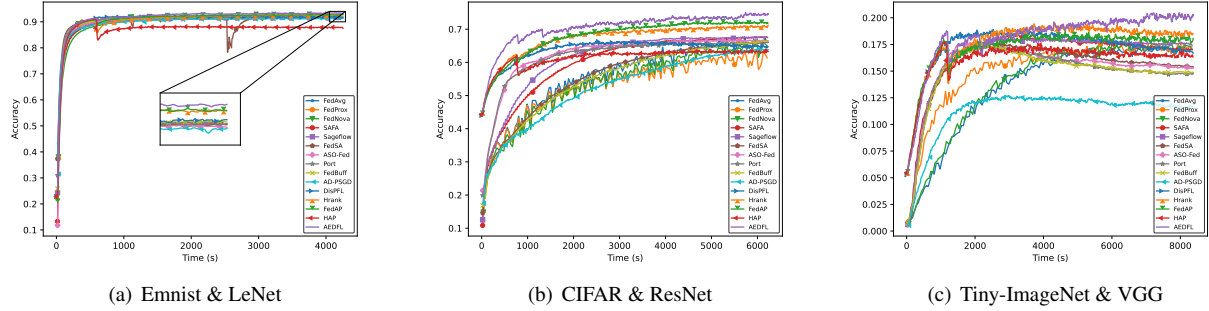 0.9
0.8
0.7
0.6
0.5
0.4
0.3
0.2
0.1
Accuracy
0
1000
2000
3000
4000
Time (s)
FedAvg
FedProx
FedNova
SAFA
Sageflow
FedSA
ASO-Fed
Port
FedBuff
AD-PSGD
DisPFL
Hrank
FedAP
HAP
AEDFL
(a) Emnist & LeNet
0.7
0.6
0.5
0.4
0.3
0.2
0.1
Accuracy
0
1000
2000
3000
4000
5000
6000
Time (s)
FedAvg
FedProx
FedNova
SAFA
Sageflow
FedSA
ASO-Fed
Port
FedBuff
AD-PSGD
DisPFL
Hrank
FedAP
HAP
AEDFL
(b) CIFAR & ResNet
0.200
0.175
0.150
0.125
0.100
0.075
0.050
0.025
0.000
Accuracy
0
2000
4000
6000
8000
Time (s)
FedAvg
FedProx
FedNova
SAFA
Sageflow
FedSA
ASO-Fed
Port
FedBuff
AD-PSGD
DisPFL
Hrank
FedAP
HAP
AEDFL
(c) Tiny-ImageNet & VGG